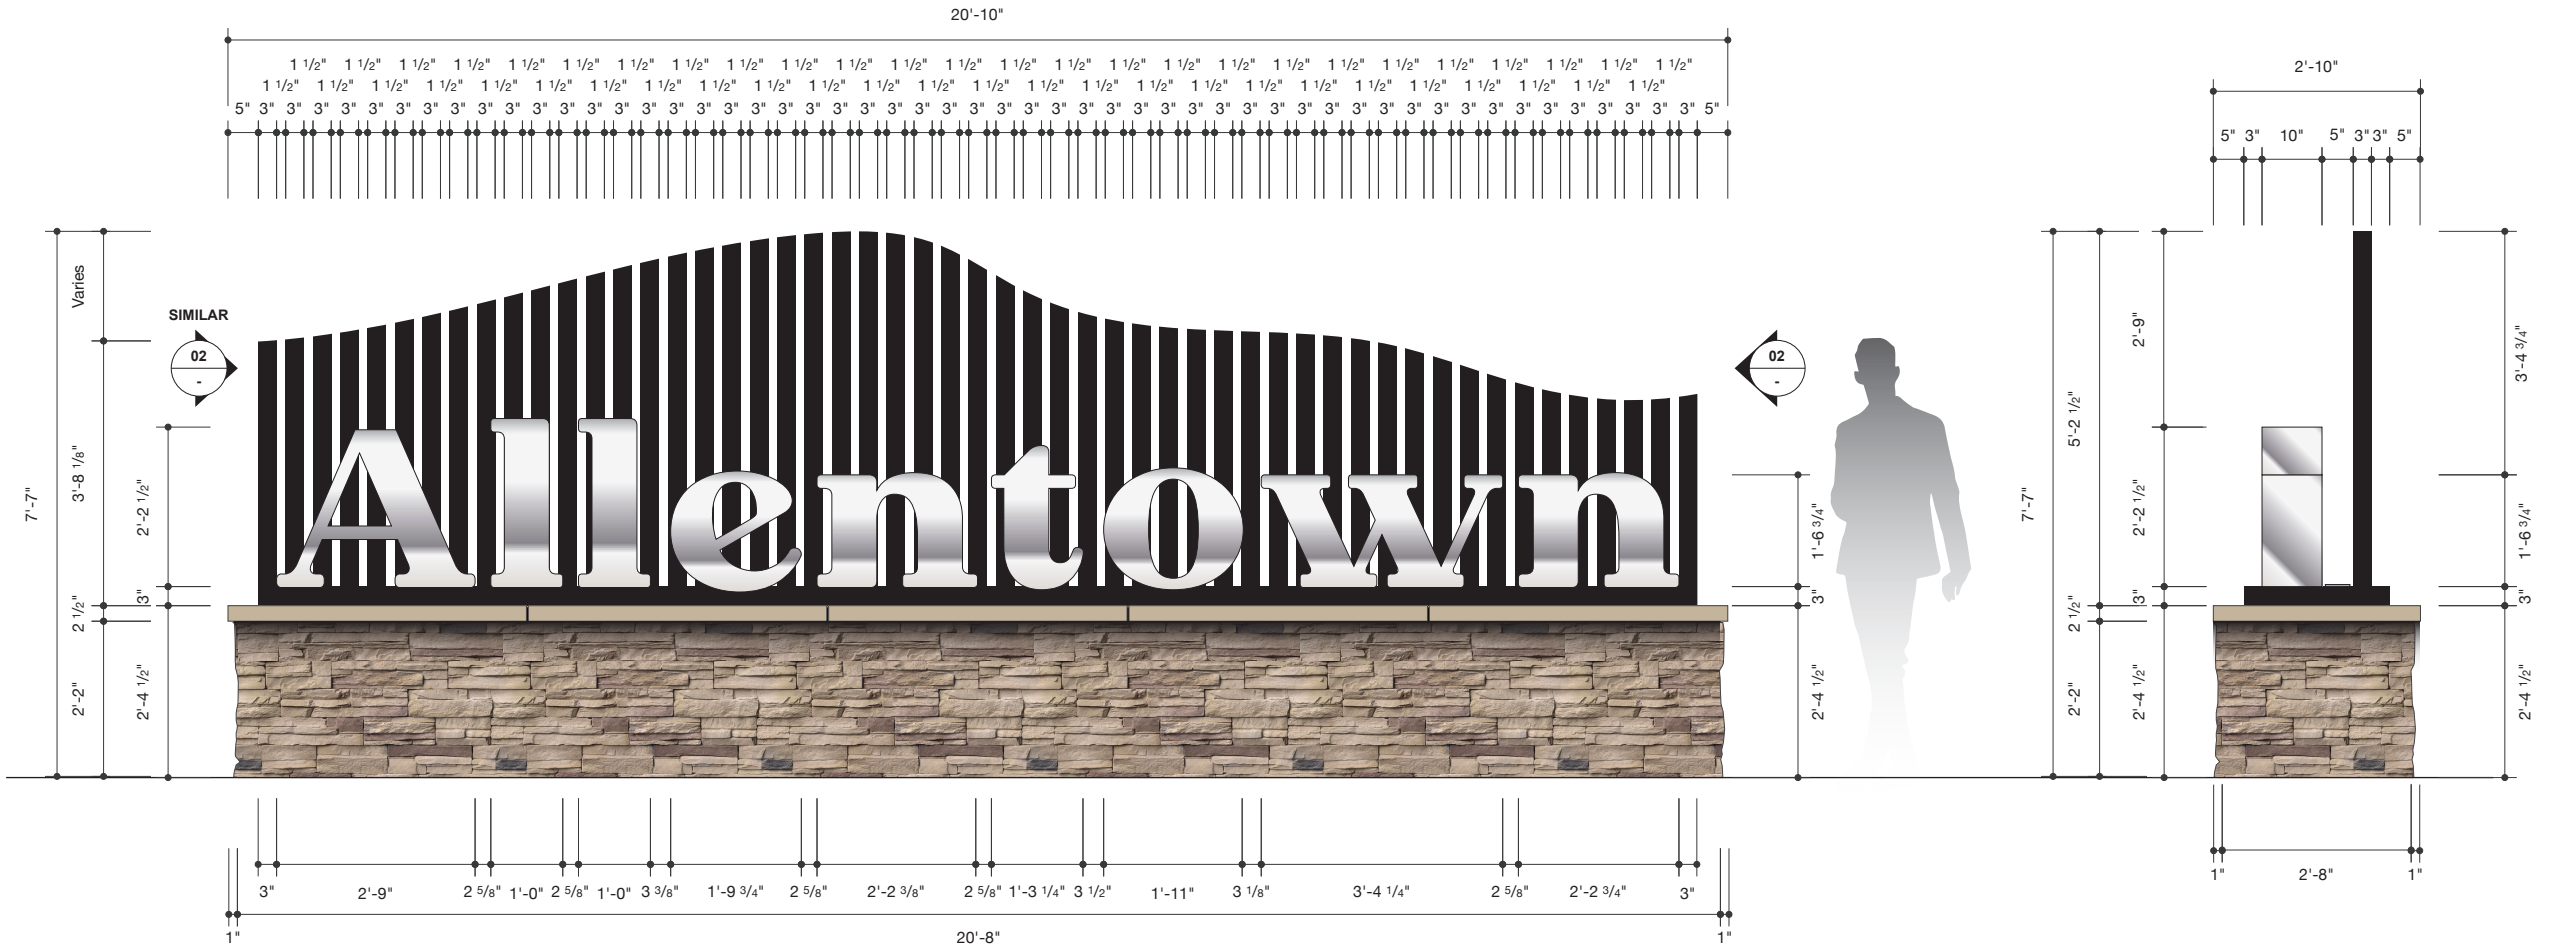 20'-10"
1 1/2" 1 1/2" 1 1/2" 1 1/2" 1 1/2" 1 1/2" 1 1/2" 1 1/2" 1 1/2" 1 1/2" 1 1/2" 1 1/2" 1 1/2" 1 1/2" 1 1/2" 1 1/2" 1 1/2" 1 1/2" 1 1/2" 1 1/2" 1 1/2" 1 1/2" 1 1/2" 1 1/2" 1 1/2" 1 1/2"
1 1/2" 1 1/2" 1 1/2" 1 1/2" 1 1/2" 1 1/2" 1 1/2" 1 1/2" 1 1/2" 1 1/2" 1 1/2" 1 1/2" 1 1/2" 1 1/2" 1 1/2" 1 1/2" 1 1/2" 1 1/2" 1 1/2" 1 1/2" 1 1/2" 1 1/2" 1 1/2" 1 1/2" 1 1/2" 1 1/2"
5" 3" 3" 3" 3" 3" 3" 3" 3" 3" 3" 3" 3" 3" 3" 3" 3" 3" 3" 3" 3" 3" 3" 3" 3" 3" 3" 3" 3" 3" 3" 3" 3" 3" 3" 3" 3" 3" 3" 3" 3" 3" 3" 3" 3" 3" 3" 3" 3" 3" 3" 3" 3" 3" 5"
7'-7"
Varies
3'-8 1/8"
2 1/2"
2'-2"
2'-2 1/2"
3"
2'-4 1/2"
SIMILAR
02
-
Allentown
02
-
1'-6 3/4"
3"
2'-4 1/2"
3" 2'-9" 2 5/8" 1'-0" 2 5/8" 1'-0" 3 3/8" 1'-9 3/4" 2 5/8" 2'-2 3/8" 2 5/8" 1'-3 1/4" 3 1/2" 1'-11" 3 1/8" 3'-4 1/4" 2 5/8" 2'-2 3/4" 3"
1" 20'-8" 1"
2'-10"
5" 3" 10" 5" 3" 3" 5"
7'-7"
5'-2 1/2"
2 1/2"
2'-2"
2'-9"
2'-2 1/2"
3"
2'-4 1/2"
3'-4 3/4"
1'-6 3/4"
3"
2'-4 1/2"
1" 2'-8" 1"